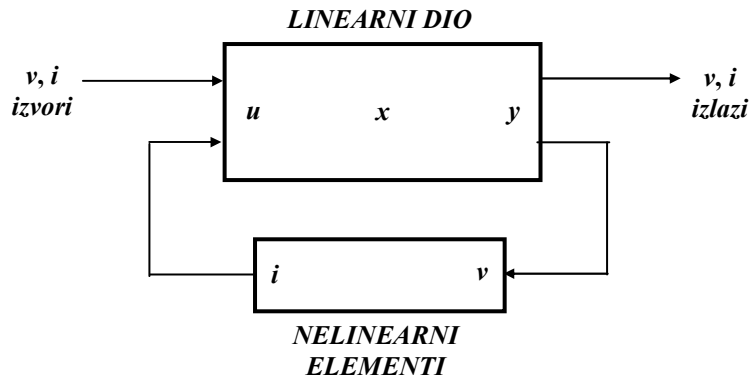 LINEARNI DIO
v, i
izvori
u
x
y
v, i
izlazi
i
v
NELINEARNI
ELEMENTI